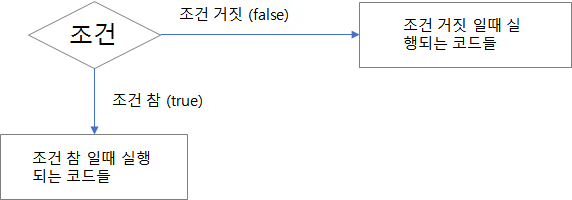 조건
조건 거짓 (false)
조건 거짓 일때 실
행되는 코드들
조건 참 (true)
조건 참 일때 실행
되는 코드들